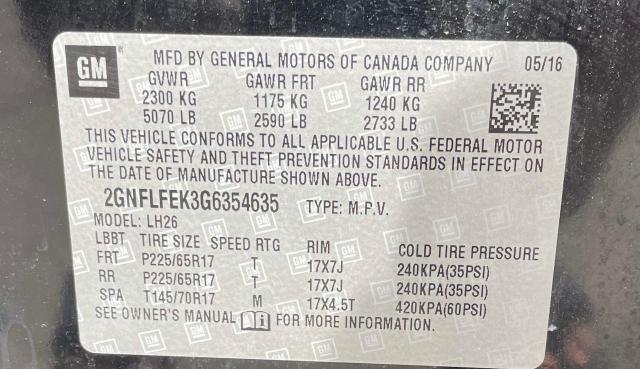 GM MFD BY GENERAL MOTORS OF CANADA COMPANY 05/16
GVWR GAWR FRT GAWR RR
2300 KG 1175 KG 1240 KG
5070 LB 2590 LB 2733 LB
THIS VEHICLE CONFORMS TO ALL APPLICABLE U.S. FEDERAL MOTOR
VEHICLE SAFETY AND THEFT PREVENTION STANDARDS IN EFFECT ON
THE DATE OF MANUFACTURE SHOWN ABOVE.
2GNFLFEK3G6354635 TYPE: M.P.V.
MODEL: LH26
LBBT TIRE SIZE SPEED RTG RIM COLD TIRE PRESSURE
FRT P225/65R17 T 17X7J 240KPA(35PSI)
RR P225/65R17 T 17X7J 240KPA(35PSI)
SPA T145/70R17 M 17X4.5T 420KPA(60PSI)
SEE OWNER'S MANUAL FOR MORE INFORMATION.